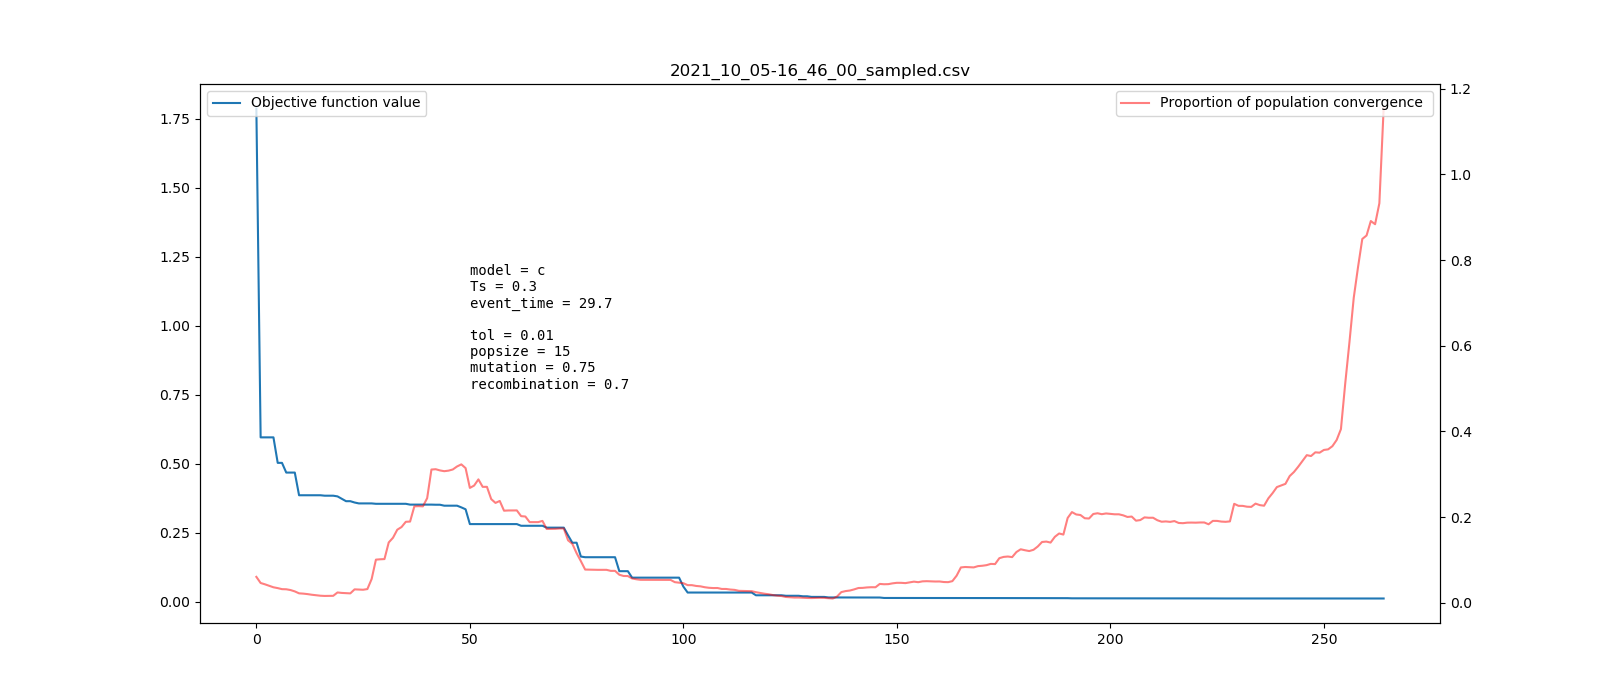 2021_10_05-16_46_00_sampled.csv
Objective function value
Proportion of population convergence
1.75
1.50
1.25
1.00
0.75
0.50
0.25
0.00
1.2
1.0
0.8
0.6
0.4
0.2
0.0
model = c
Ts = 0.3
event_time = 29.7
tol = 0.01
popsize = 15
mutation = 0.75
recombination = 0.7
0
50
100
150
200
250